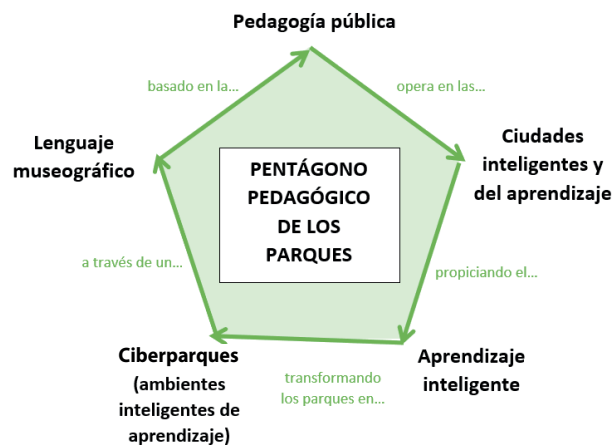 Pedagogía pública
basado en la...
opera en las...
Lenguaje
museográfico
PENTÁGONO
PEDAGÓGICO
DE LOS
PARQUES
Ciudades
inteligentes y
del aprendizaje
a través de un...
propiciando el...
Ciberparques
(ambientes
inteligentes de
aprendizaje)
transformando
los parques en...
Aprendizaje
inteligente